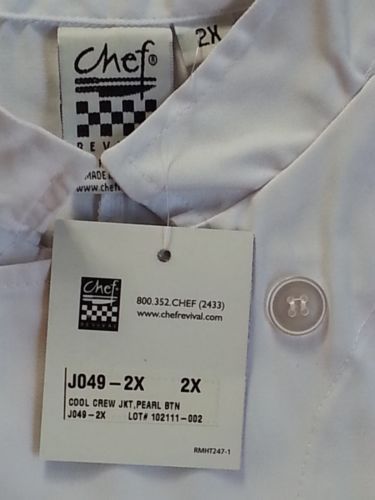 Chef®
2X
MADE
www.chef
Chef
REVIVAL
800.352.CHEF (2433)
www.chefrevival.com
J049-2X 2X
COOL CREW JKT,PEARL BTN
J049-2X LOT# 102111-002
RMHT247-1